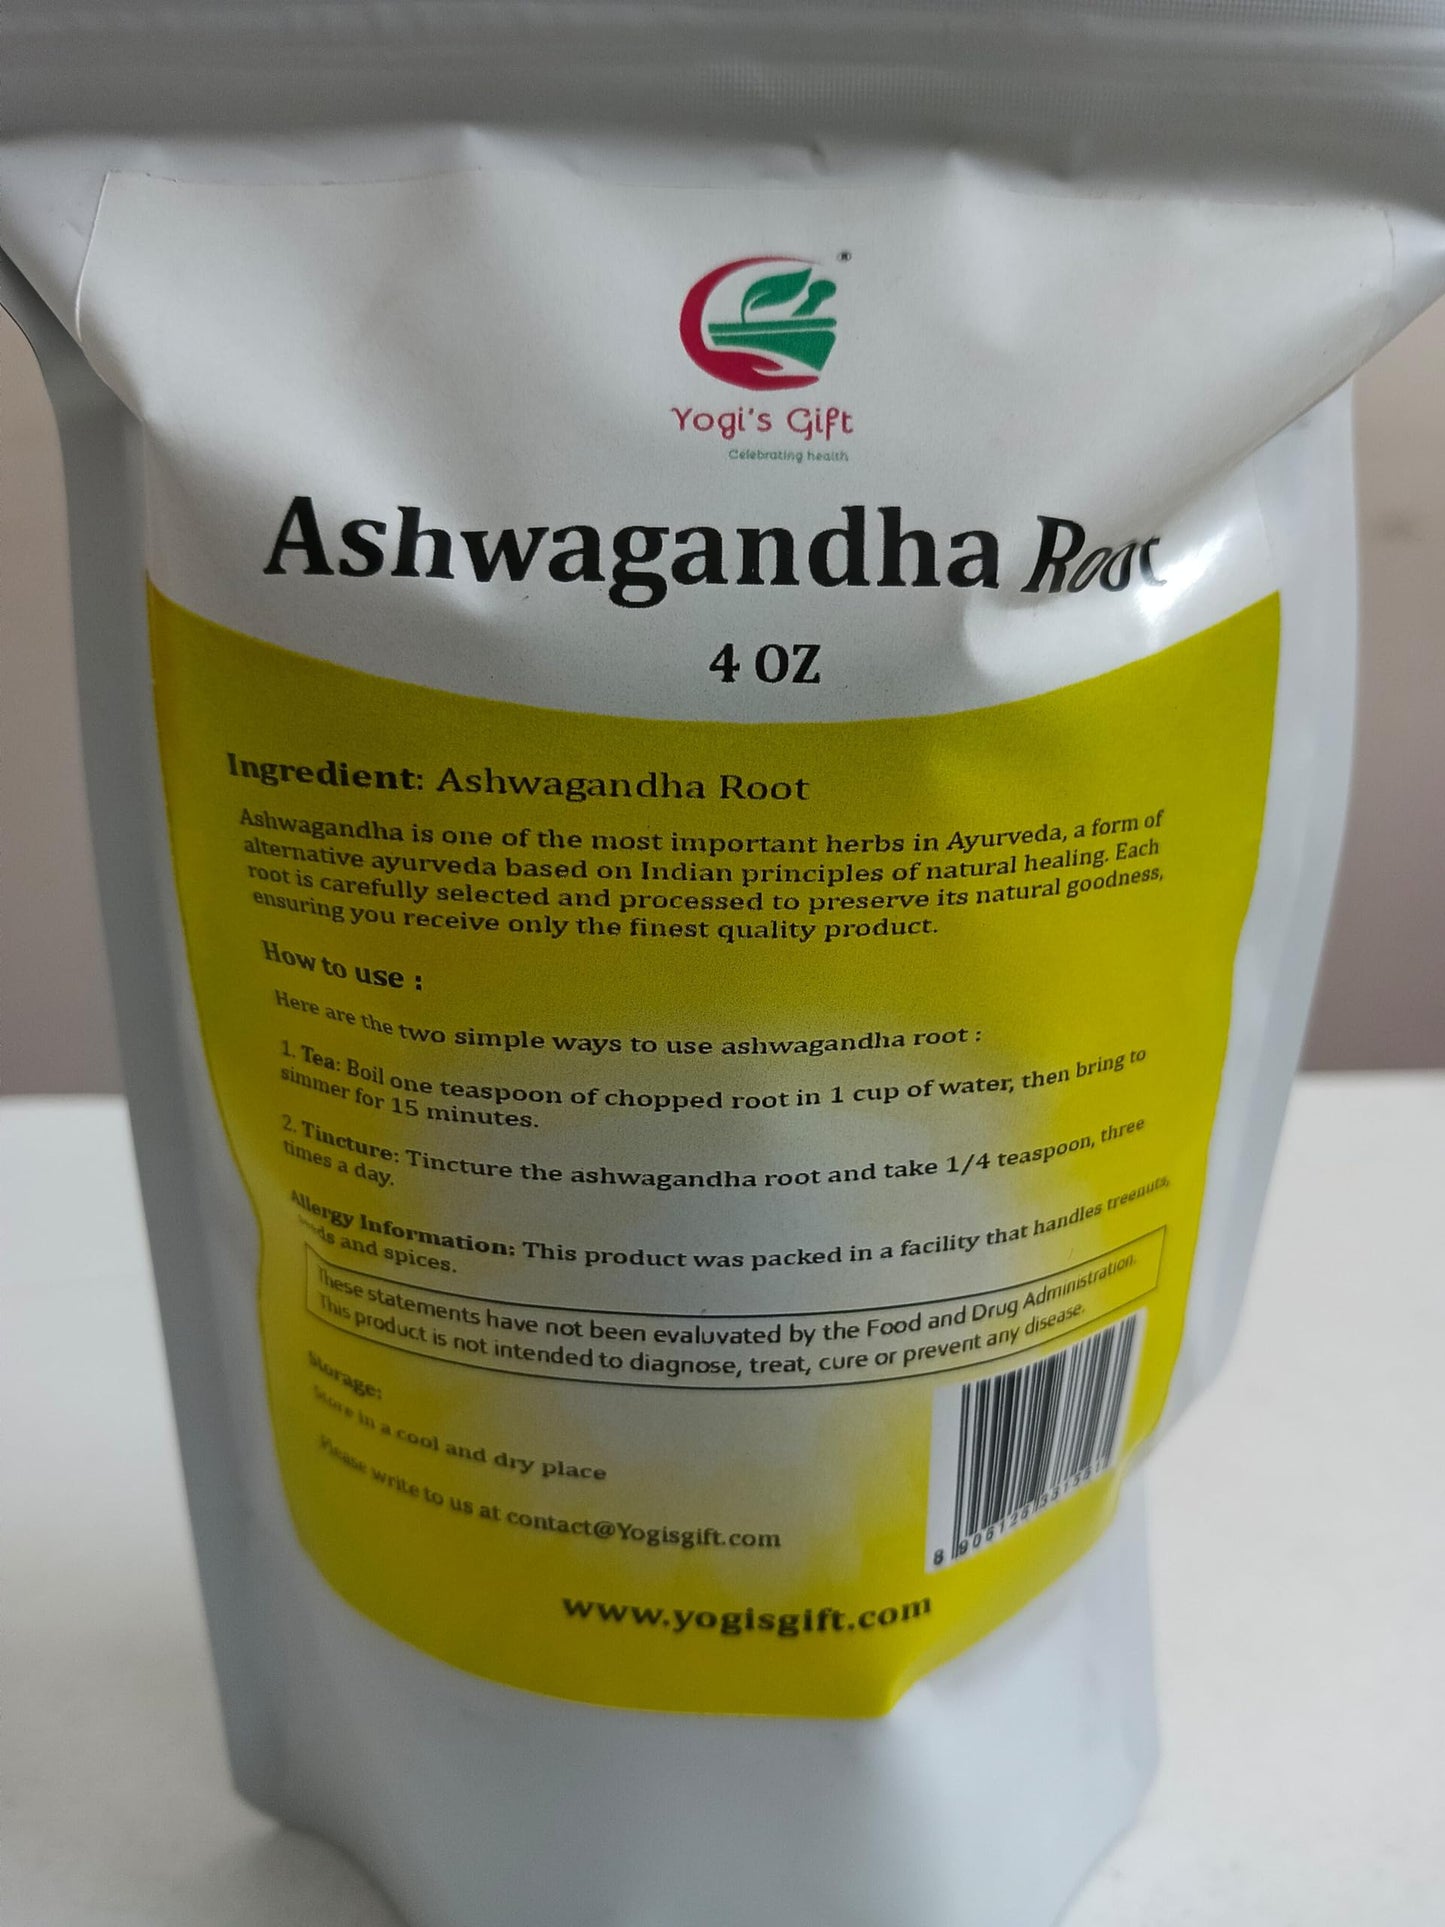 ®
Yogi's Gift
Celebrating health
Ashwagandha Root
4 OZ
Ingredient: Ashwagandha Root
Ashwagandha is one of the most important herbs in Ayurveda, a form of
alternative ayurveda based on Indian principles of natural healing. Each
root is carefully selected and processed to preserve its natural goodness,
ensuring you receive only the finest quality product.
How to use :
Here are the two simple ways to use ashwagandha root :
1. Tea: Boil one teaspoon of chopped root in 1 cup of water, then bring to
simmer for 15 minutes.
2. Tincture: Tincture the ashwagandha root and take 1/4 teaspoon, three
times a day.
Allergy Information: This product was packed in a facility that handles treenuts,
and spices.
These statements have not been evaluvated by the Food and Drug Administration.
This product is not intended to diagnose, treat, cure or prevent any disease.
Storage:
Store in a cool and dry place
Please write to us at contact@Yogisgift.com
www.yogisgift.com